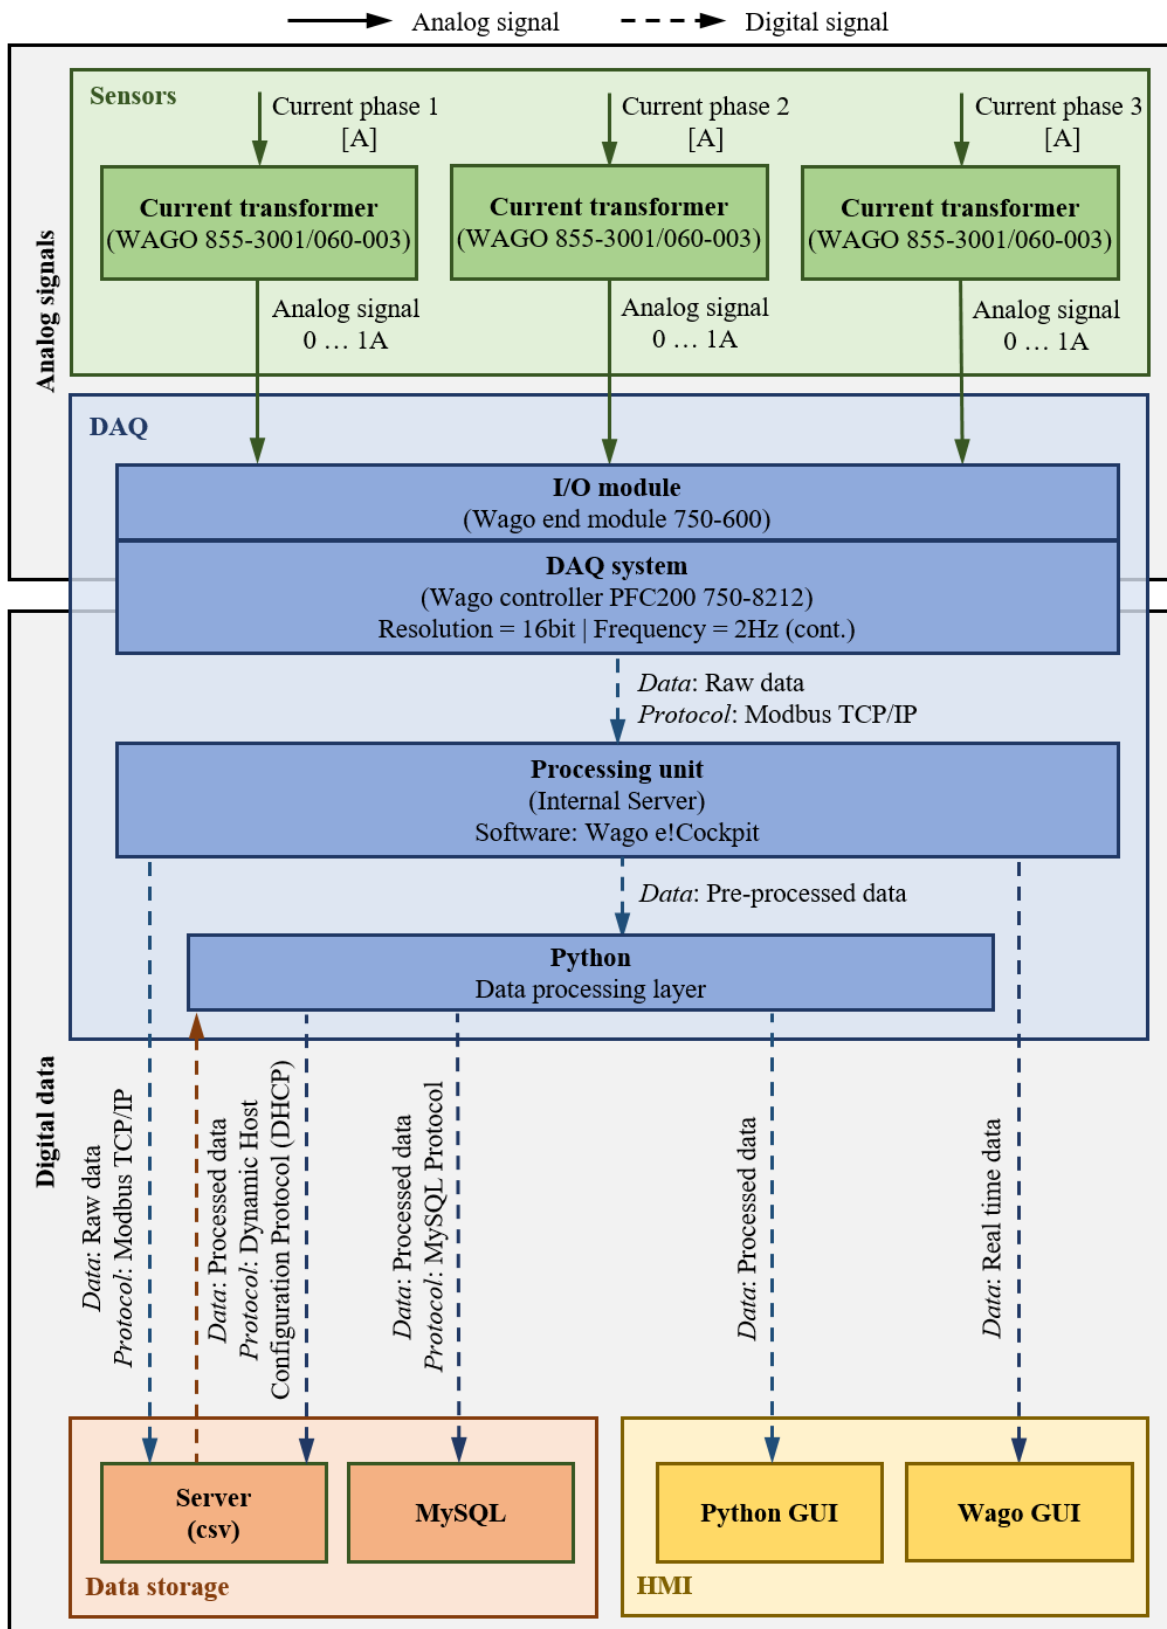 Analog signal
Digital signal
Analog signals
Sensors
Current phase 1
[A]
Current phase 2
[A]
Current phase 3
[A]
Current transformer
(WAGO 855-3001/060-003)
Current transformer
(WAGO 855-3001/060-003)
Current transformer
(WAGO 855-3001/060-003)
Analog signal
0 … 1A
Analog signal
0 … 1A
Analog signal
0 … 1A
DAQ
I/O module
(Wago end module 750-600)
DAQ system
(Wago controller PFC200 750-8212)
Resolution = 16bit | Frequency = 2Hz (cont.)
Digital data
Data: Raw data
Protocol: Modbus TCP/IP
Processing unit
(Internal Server)
Software: Wago e!Cockpit
Data: Pre-processed data
Python
Data processing layer
Data: Raw data
Protocol: Modbus TCP/IP
Data: Processed data
Protocol: Dynamic Host
Configuration Protocol (DHCP)
Data: Processed data
Protocol: MySQL Protocol
Data: Processed data
Data: Real time data
Server
(csv)
MySQL
Data storage
Python GUI
Wago GUI
HMI